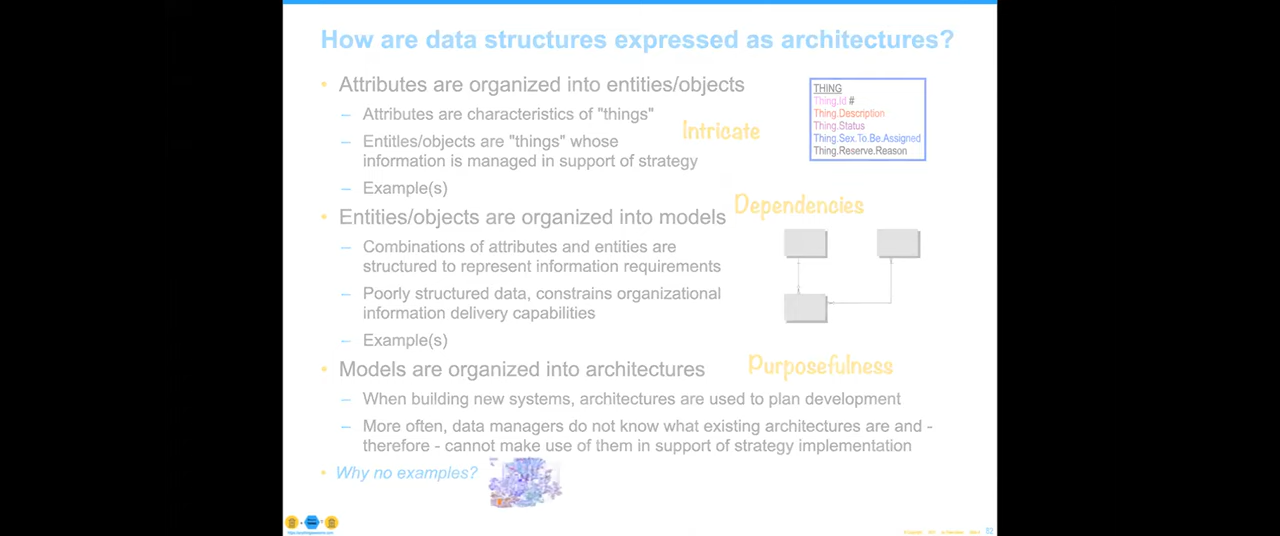 How are data structures expressed as architectures?
• Attributes are organized into entities/objects
– Attributes are characteristics of "things"
– Entitles/objects are "things" whose
information is managed in support of strategy
– Example(s)
Intricate
THING
Thing.Id #
Thing.Description
Thing.Status
Thing.Sex.To.Be.Assigned
Thing.Reserve.Reason
• Entities/objects are organized into models
Dependencies
– Combinations of attributes and entities are
structured to represent information requirements
– Poorly structured data, constrains organizational
information delivery capabilities
– Example(s)
• Models are organized into architectures
Purposefulness
– When building new systems, architectures are used to plan development
– More often, data managers do not know what existing architectures are and -
therefore - cannot make use of them in support of strategy implementation
• Why no examples?
52